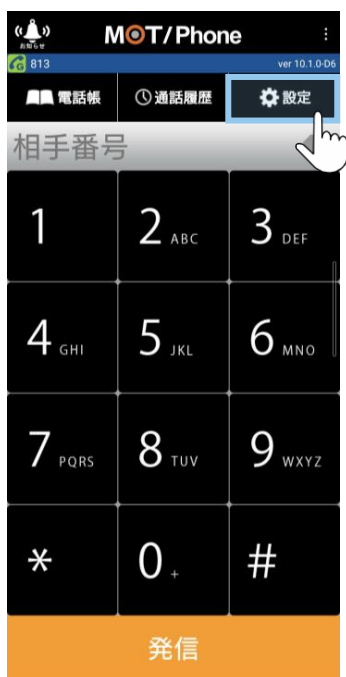 お知らせ
MOT/Phone
813
ver 10.1.0-D6
電話帳
通話履歴
設定
相手番号
1
2 ABC
3 DEF
4 GHI
5 JKL
6 MNO
7 PQRS
8 TUV
9 WXYZ
*
0 +
#
発信